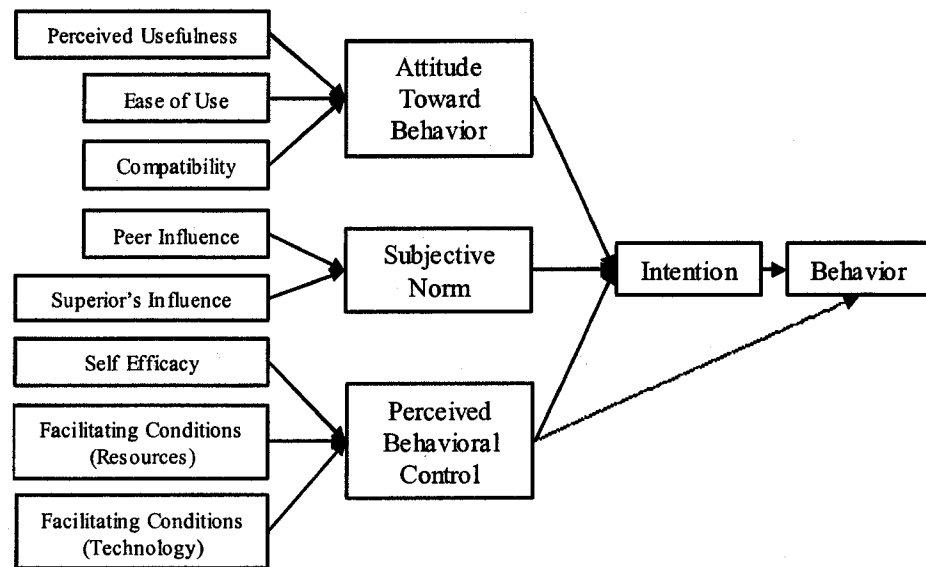 Perceived Usefulness
Ease of Use
Compatibility
Peer Influence
Superior's Influence
Self Efficacy
Facilitating Conditions
(Resources)
Facilitating Conditions
(Technology)
Attitude
Toward
Behavior
Subjective
Norm
Perceived
Behavioral
Control
Intention
Behavior